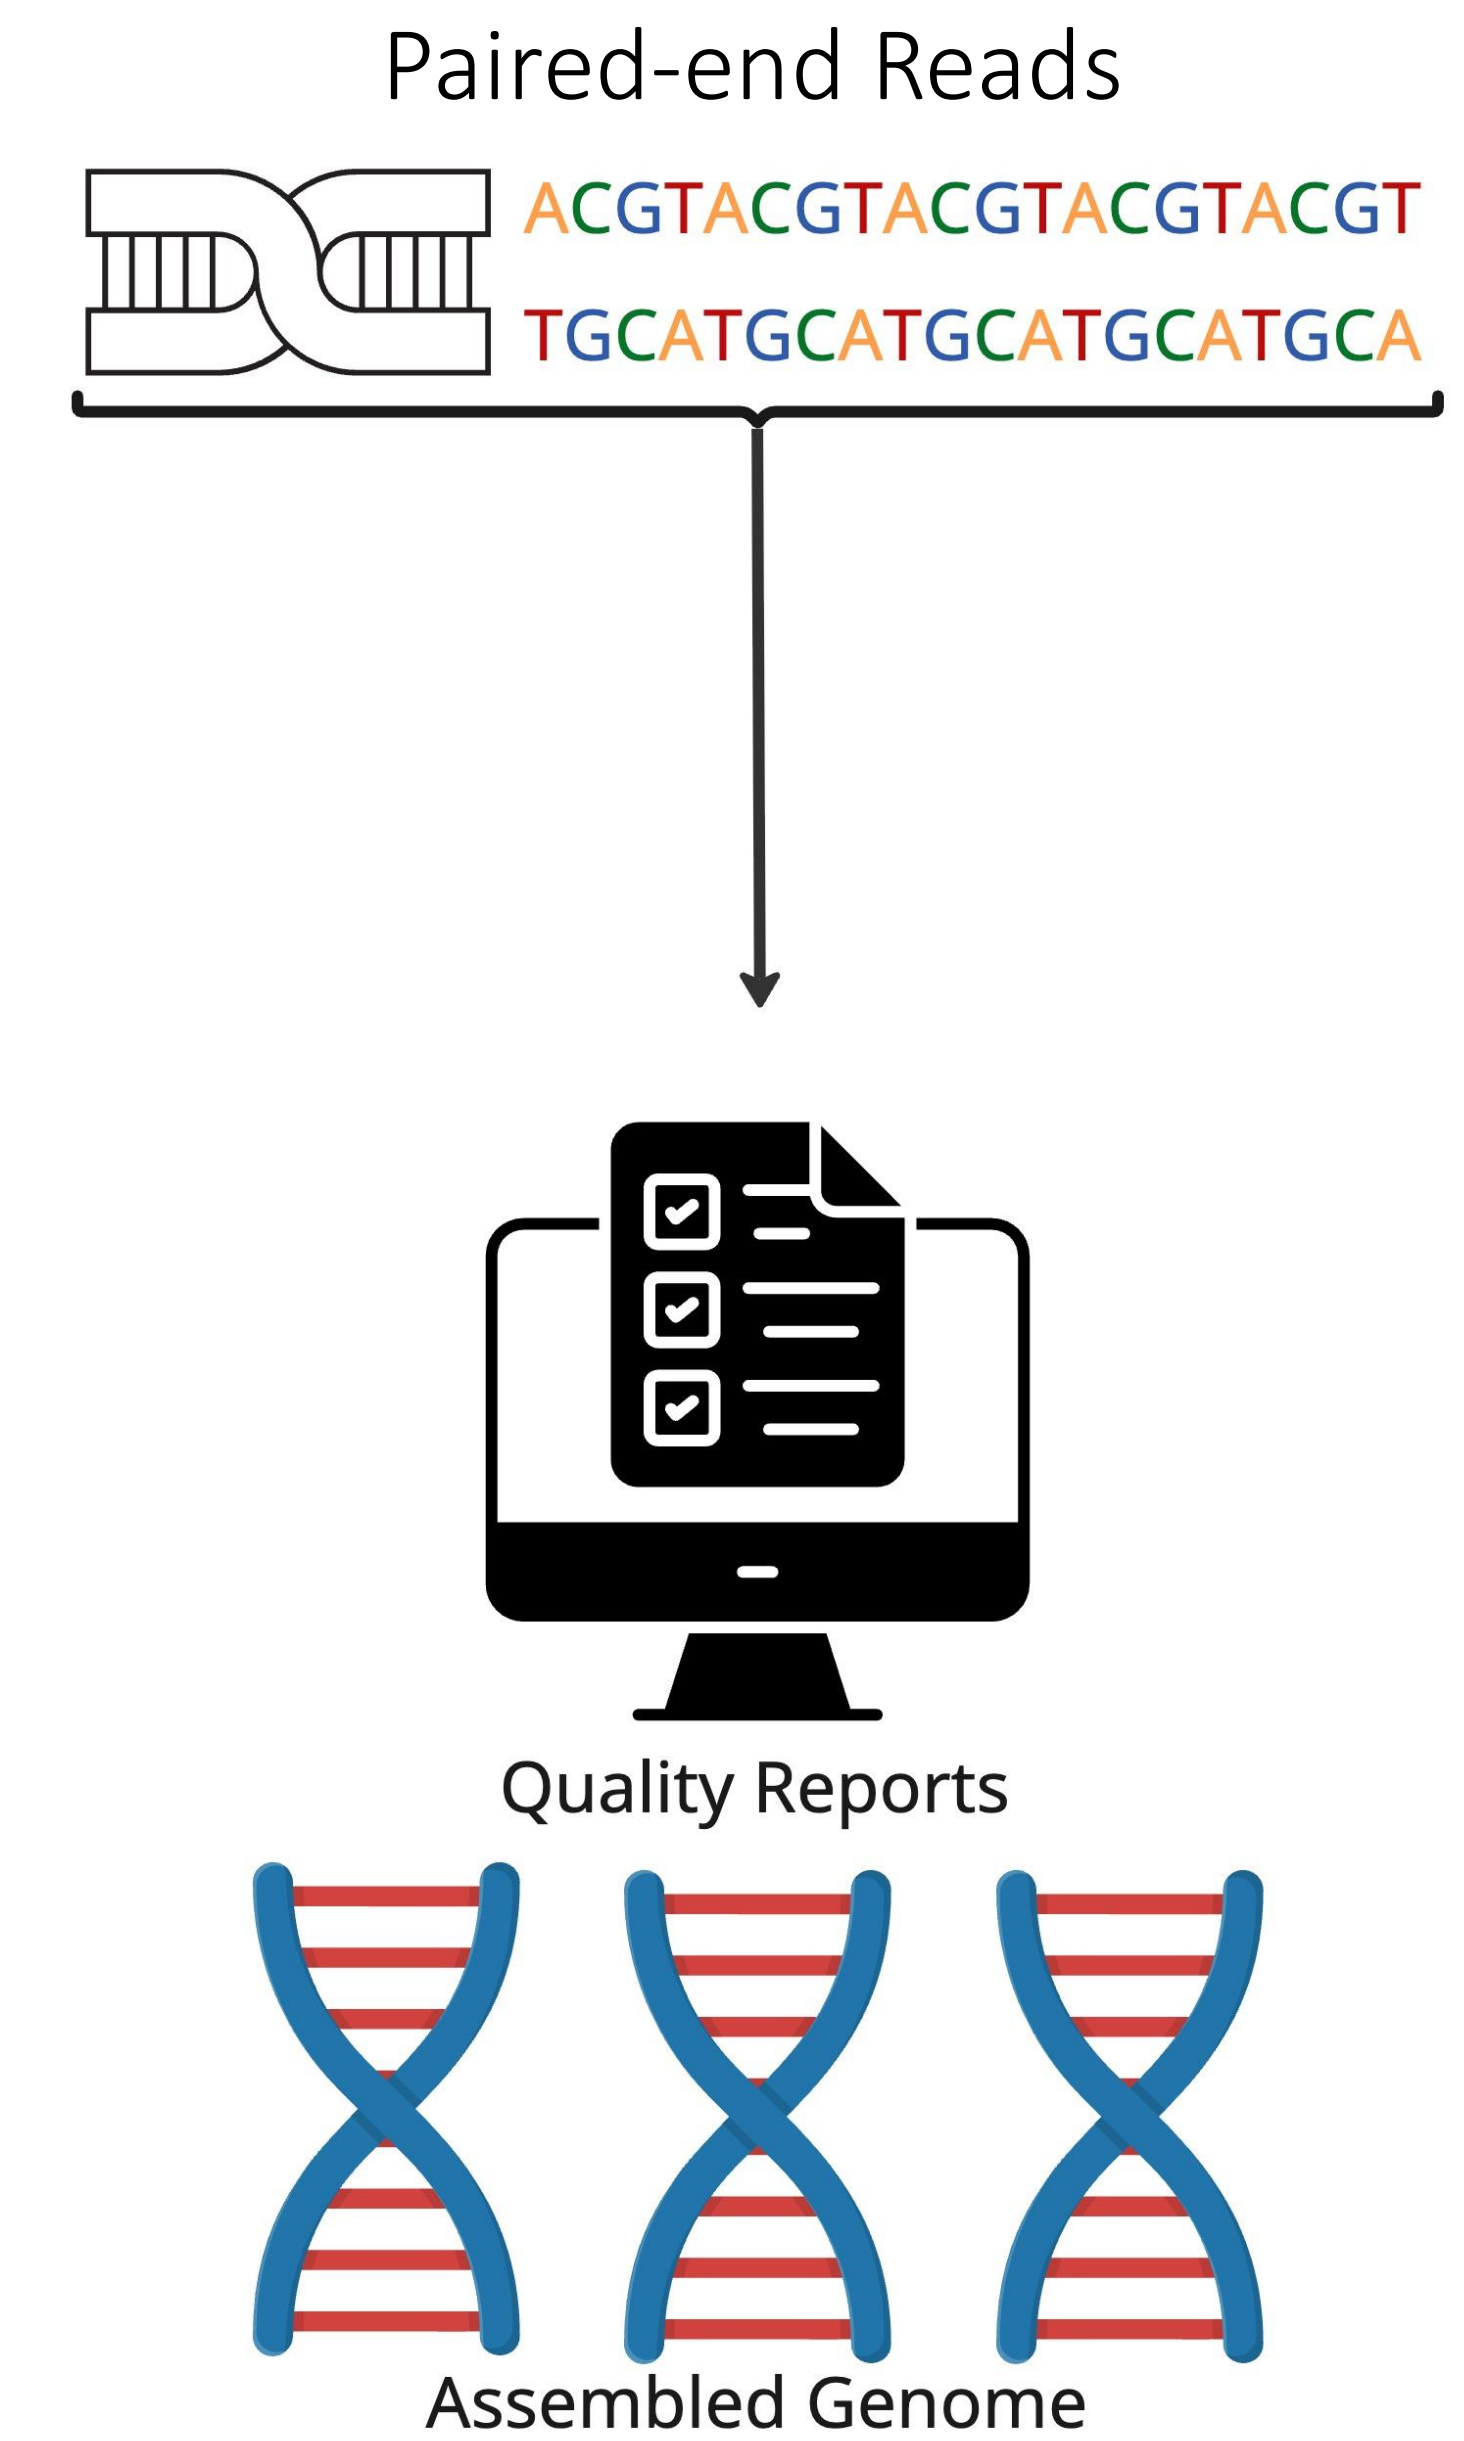 Paired-end Reads
ACGTACGTACGTACGTACGT
TGCATGCATGCATGCATGCA
Quality Reports
Assembled Genome